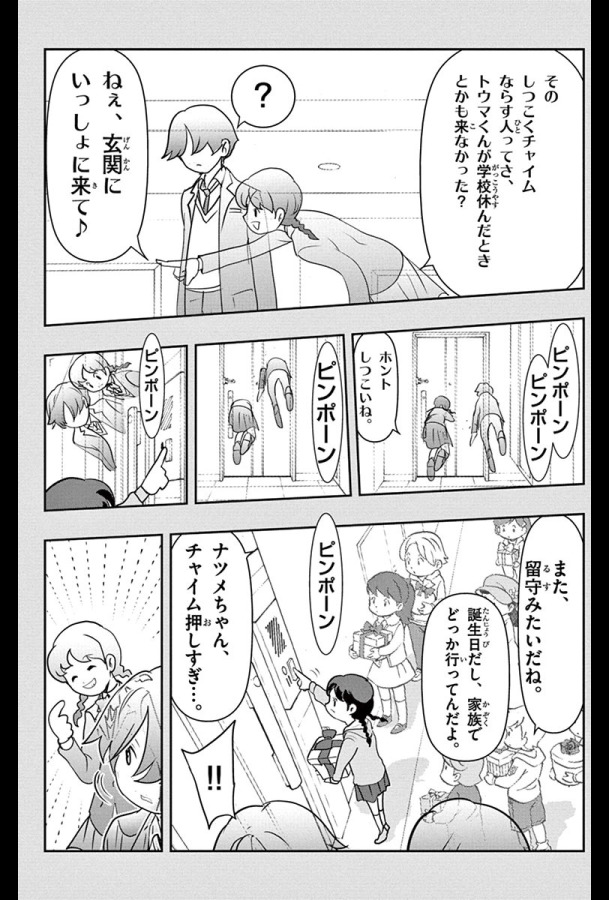 その
しつこくチャイム
ならす人ってさ、
トウマくんが学校休んだとき
とかも来なかった？
？
ねぇ、玄関に
いっしょに来て♪
ピンポーン
ピンポーン
ホント
しつこいね。
ピンポーン
ピンポーン
また、
留守みたいだね。
誕生日だし、家族で
どっか行ってんだよ。
ピンポーン
ナツメちゃん、
チャイム押しすぎ…。
!!